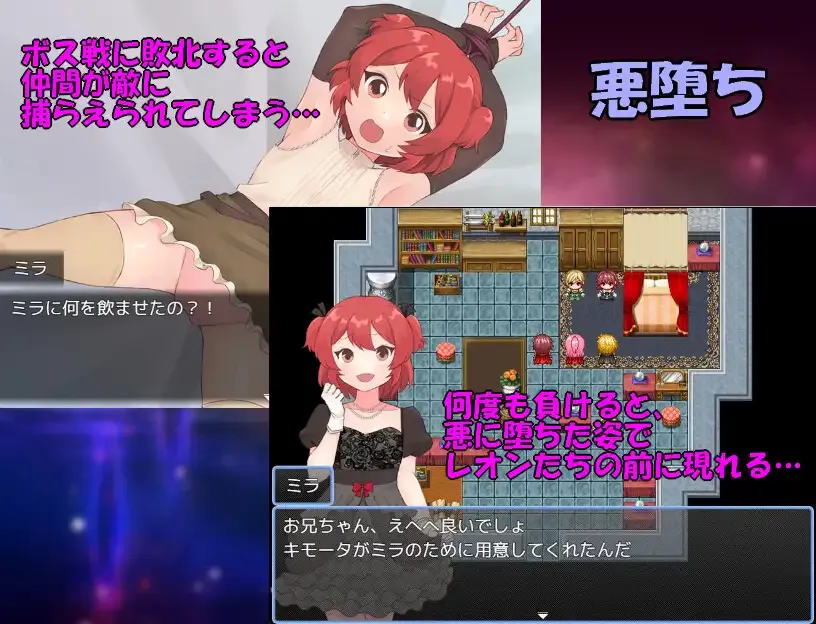 ボス戦に敗北すると
仲間が敵に
捕らえられてしまう…
悪堕ち
ミラ
ミラに何を飲ませたの？！
何度も負けると、
悪に堕ちた姿で
レオンたちの前に現れる…
ミラ
お兄ちゃん、えへへ良いでしょ
キモータがミラのために用意してくれたんだ